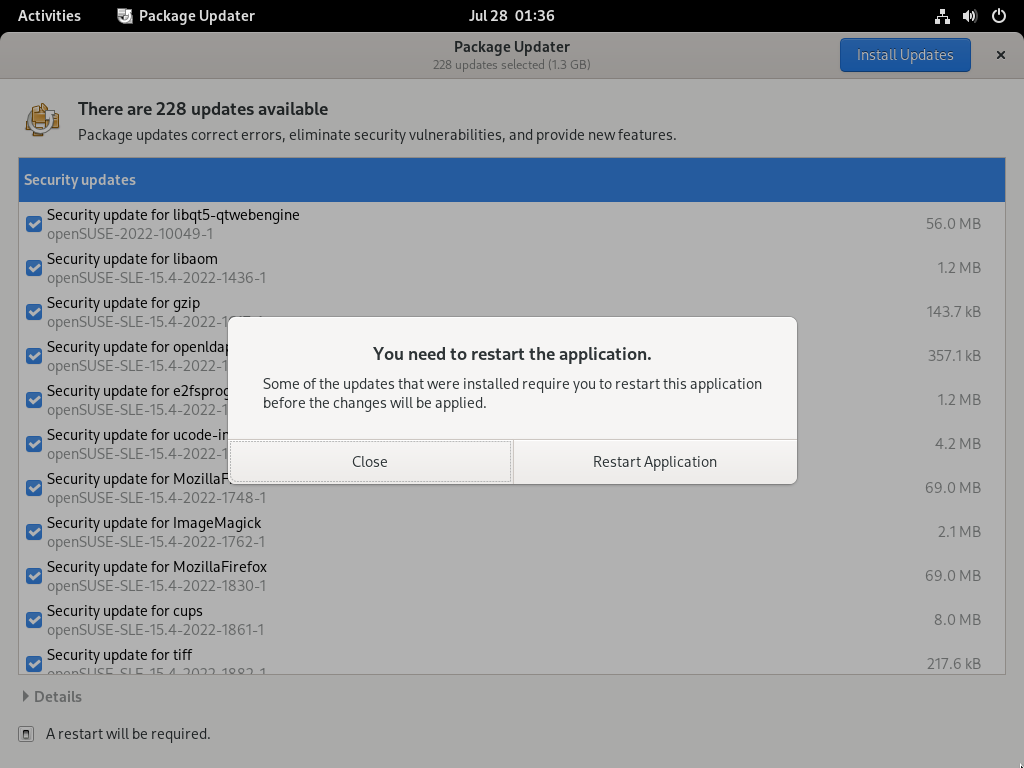 Activities Package Updater Jul 28 01:36
Package Updater
228 updates selected (1.3 GB)
Install Updates
There are 228 updates available
Package updates correct errors, eliminate security vulnerabilities, and provide new features.
Security updates
Security update for libqt5-qtwebengine
openSUSE-2022-10049-1
56.0 MB
Security update for libaom
openSUSE-SLE-15.4-2022-1436-1
1.2 MB
Security update for gzip
openSUSE-SLE-15.4-2022-1
143.7 kB
Security update for openldap
openSUSE-SLE-15.4-2022-1
357.1 kB
Security update for e2fsprog
openSUSE-SLE-15.4-2022-1
1.2 MB
Security update for ucode-in
openSUSE-SLE-15.4-2022-1
4.2 MB
Security update for MozillaF
openSUSE-SLE-15.4-2022-1748-1
69.0 MB
Security update for ImageMagick
openSUSE-SLE-15.4-2022-1762-1
2.1 MB
Security update for MozillaFirefox
openSUSE-SLE-15.4-2022-1830-1
69.0 MB
Security update for cups
openSUSE-SLE-15.4-2022-1861-1
8.0 MB
Security update for tiff
openSUSE-SLE-15.4-2022-1882-1
217.6 kB
You need to restart the application.
Some of the updates that were installed require you to restart this application
before the changes will be applied.
Close Restart Application
Details
A restart will be required.